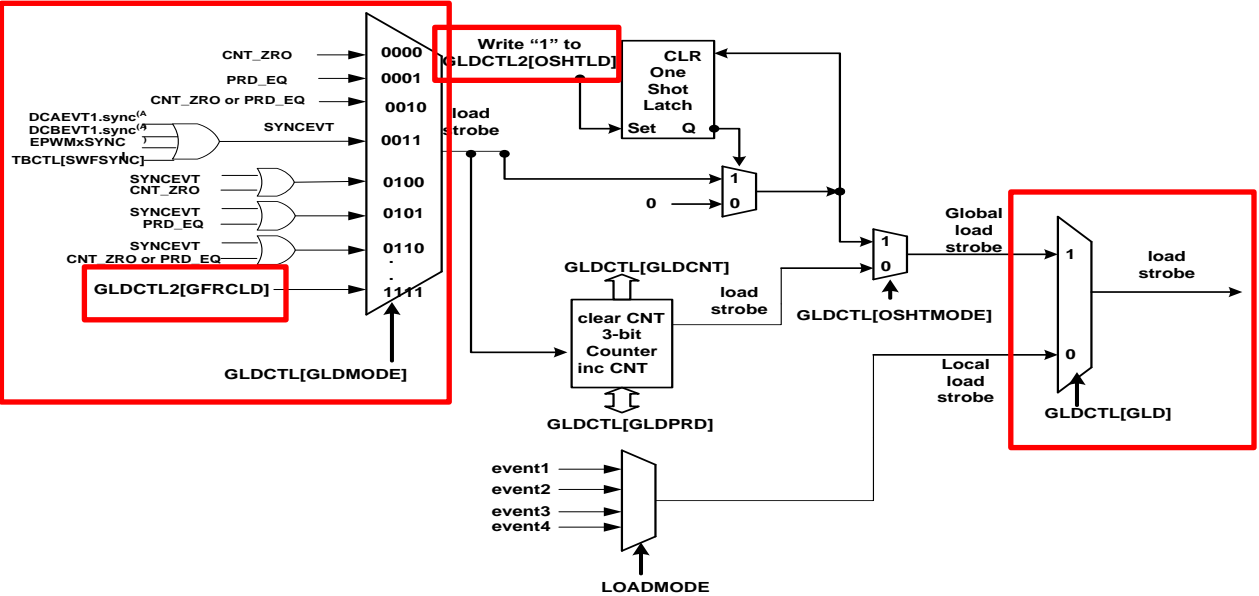 CNT_ZRO
PRD_EQ
CNT_ZRO or PRD_EQ
DCAEVT1.sync(A
DCBEVT1.sync(A
EPWMxSYNC
)
TBCTL[SWFSYNC]
SYNCEVT
SYNCEVT
CNT_ZRO
SYNCEVT
PRD_EQ
SYNCEVT
CNT_ZRO or PRD_EQ
GLDCTL2[GFRCLD]
0000
0001
0010
0011
0100
0101
0110
.
.
1111
GLDCTL[GLDMODE]
Write “1” to
GLDCTL2[OSHTLD]
load
strobe
CLR
One
Shot
Latch
Set Q
1
0
0
GLDCTL[GLDCNT]
clear CNT
3-bit
Counter
inc CNT
GLDCTL[GLDPRD]
load
strobe
1
0
GLDCTL[OSHTMODE]
Global
load
strobe
Local
load
strobe
1
0
GLDCTL[GLD]
load
strobe
event1
event2
event3
event4
LOADMODE